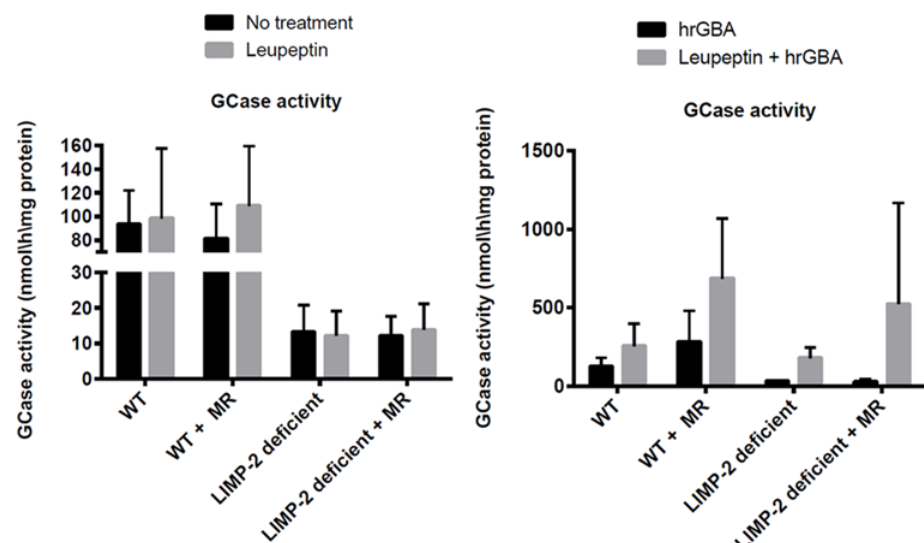 No treatment
Leupeptin
GCase activity
GCase activity (nmol\h\mg protein)
160
140
120
100
80
30
20
10
0
WT
WT + MR
LIMP-2 deficient
LIMP-2 deficient + MR
hrGBA
Leupeptin + hrGBA
GCase activity
GCase activity (nmol\h\mg protein)
1500
1000
500
0
WT
WT + MR
LIMP-2 deficient
LIMP-2 deficient + MR